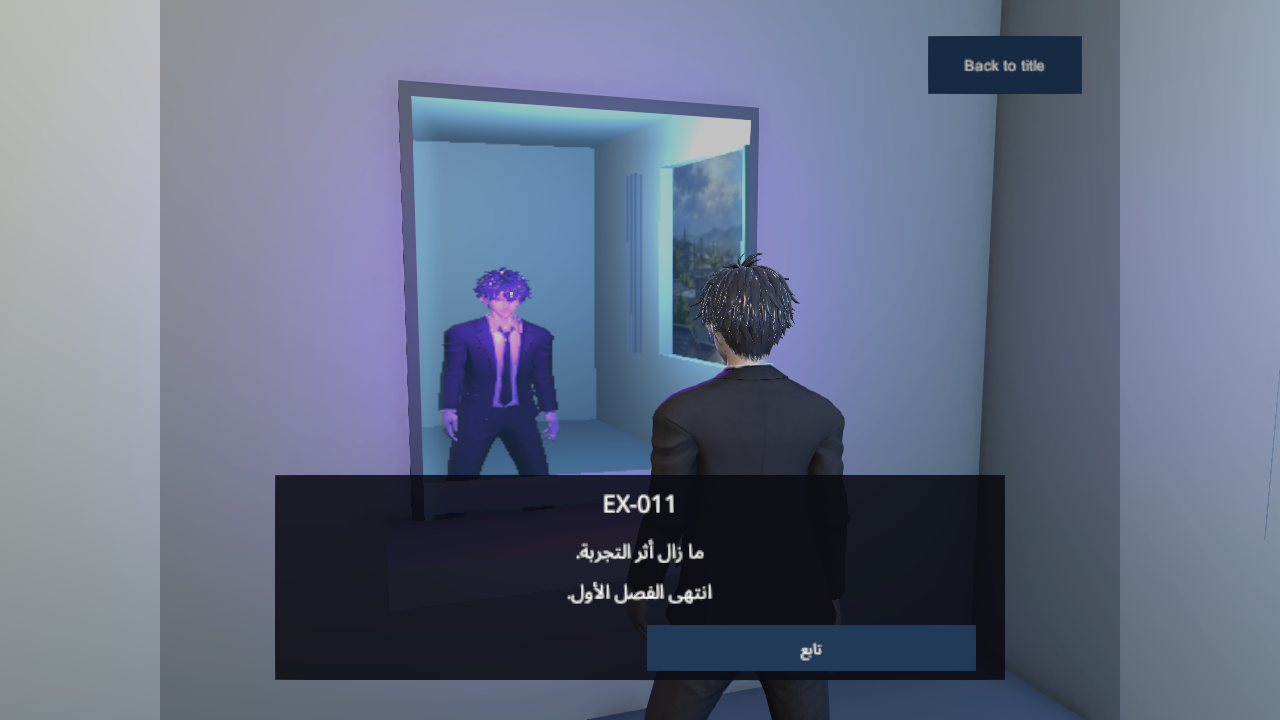 Back to title
EX-011
ما زال أثر التجربة.
انتهى الفصل الأول.
تابع